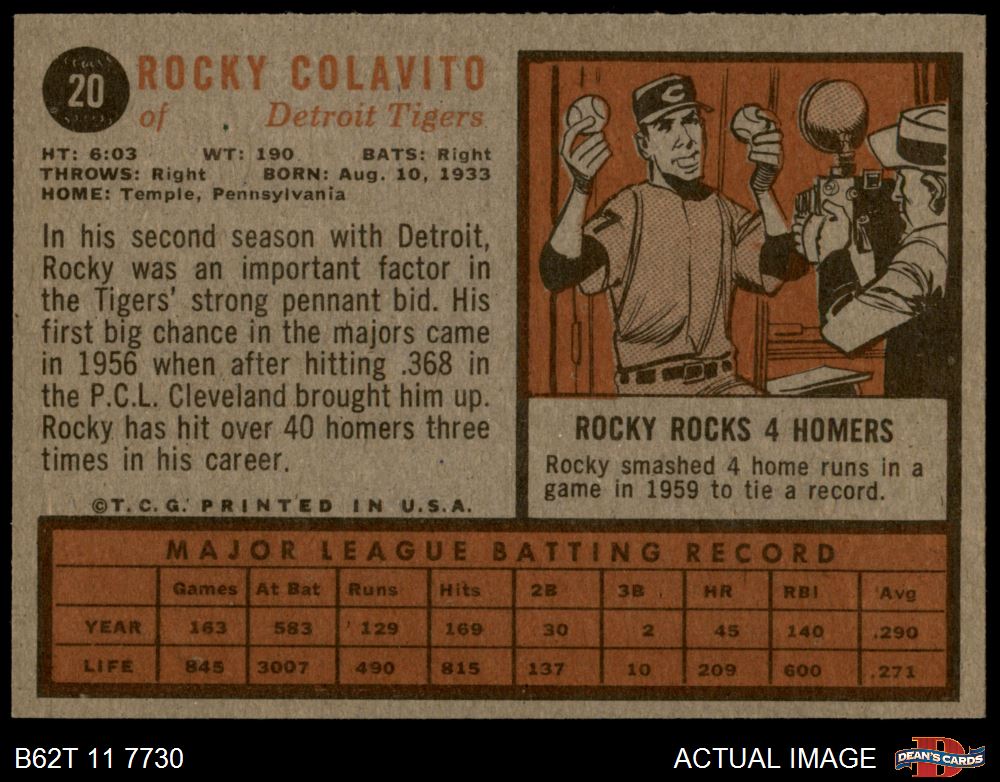 20
ROCKY COLAVITO
of Detroit Tigers
HT: 6:03 WT: 190 BATS: Right
THROWS: Right BORN: Aug. 10, 1933
HOME: Temple, Pennsylvania
In his second season with Detroit,
Rocky was an important factor in
the Tigers' strong pennant bid. His
first big chance in the majors came
in 1956 when after hitting .368 in
the P.C.L. Cleveland brought him up.
Rocky has hit over 40 homers three
times in his career.
©T.C.G. PRINTED IN U.S.A.
C
ROCKY ROCKS 4 HOMERS
Rocky smashed 4 home runs in a
game in 1959 to tie a record.
MAJOR LEAGUE BATTING RECORD
Games At Bat Runs Hits 2B 3B HR RBI Avg
YEAR 163 583 129 169 30 2 45 140 .290
LIFE 845 3007 490 815 137 10 209 600 .271
B62T 11 7730
ACTUAL IMAGE
D
DEAN'S CARDS